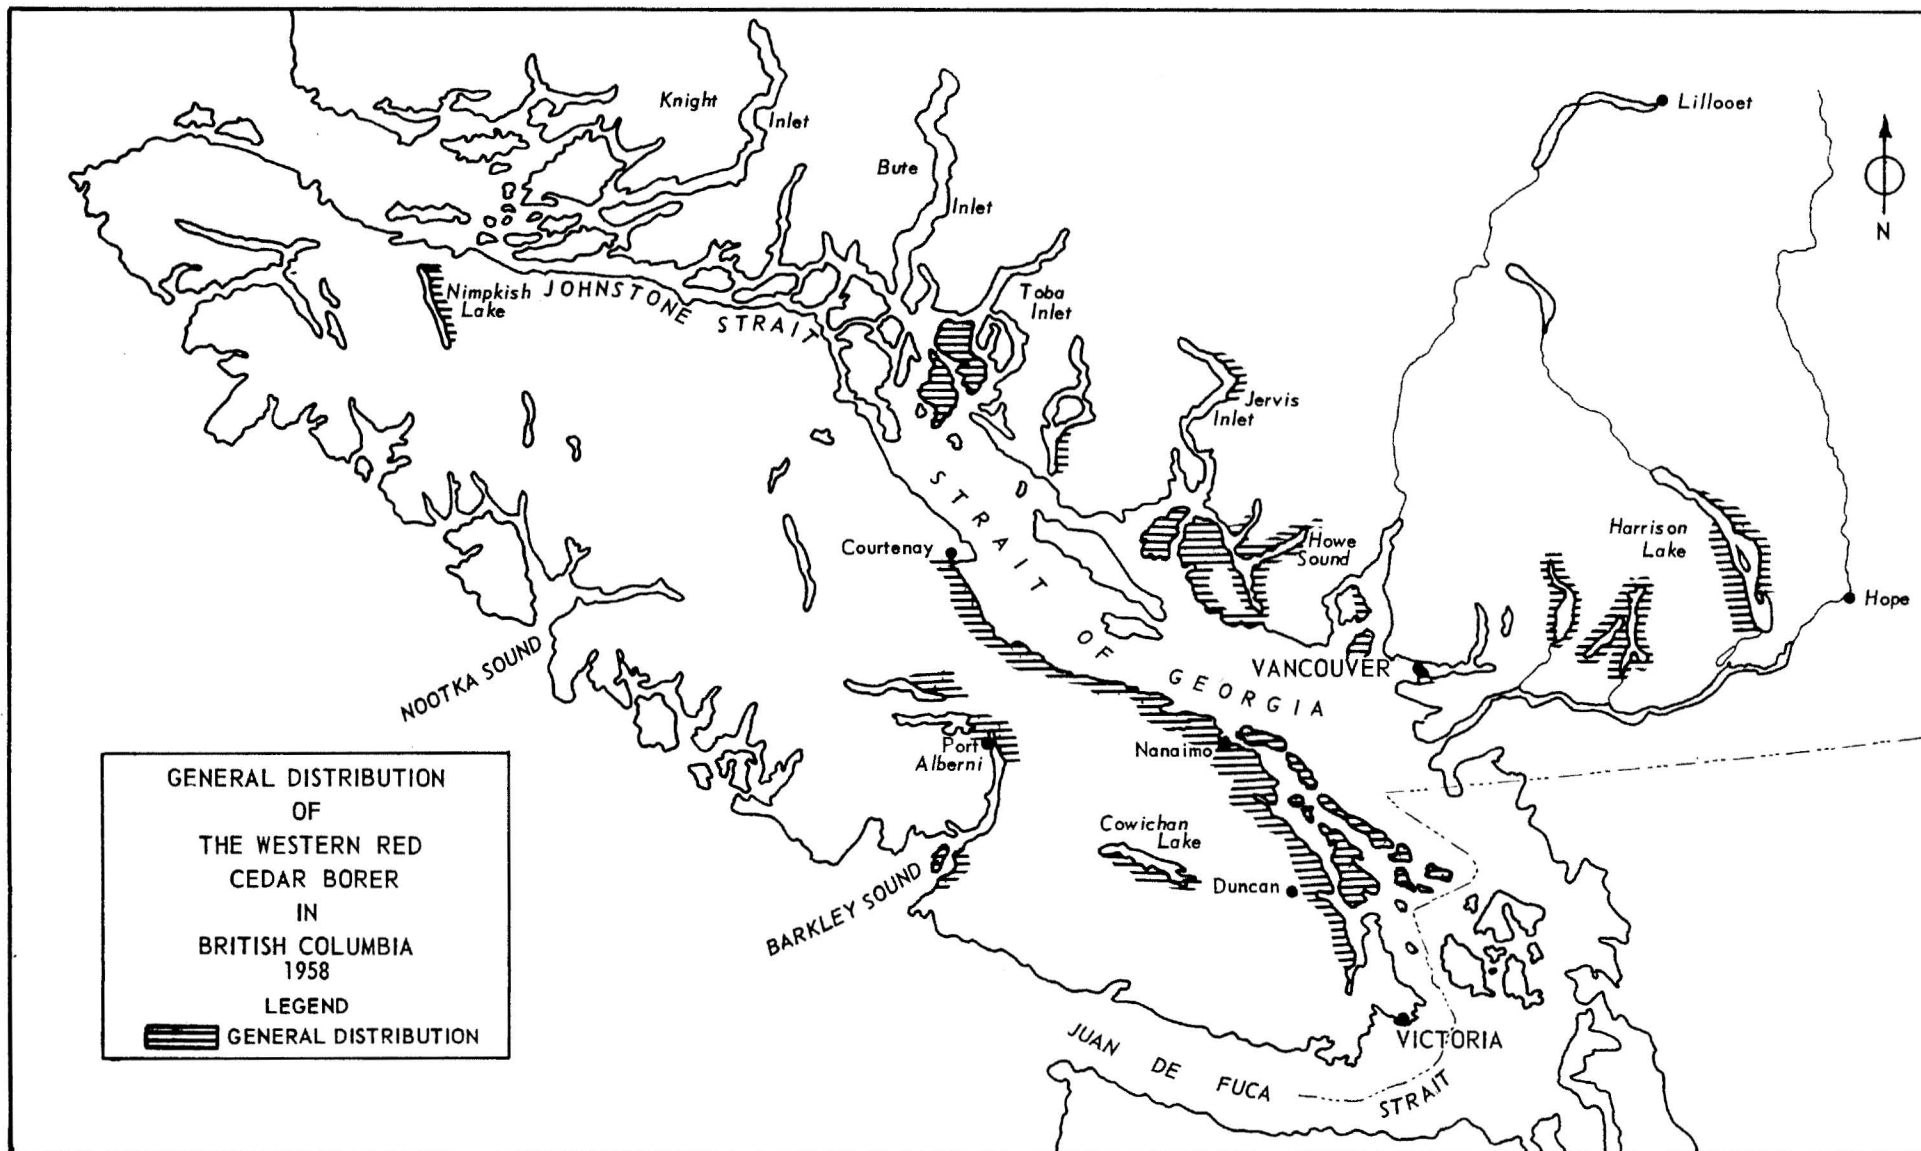 Knight
Inlet
Bute
Inlet
Lillooet
N
Nimpkish
Lake
JOHNSTONE STRAIT
Toba
Inlet
Jervis
Inlet
STRAIT OF GEORGIA
Courtenay
Howe
Sound
Harrison
Lake
Hope
NOOTKA SOUND
VANCOUVER
Port
Alberni
Nanaimo
Cowichan
Lake
Duncan
BARKLEY SOUND
VICTORIA
JUAN DE FUCA STRAIT
GENERAL DISTRIBUTION
OF
THE WESTERN RED
CEDAR BORER
IN
BRITISH COLUMBIA
1958
LEGEND
GENERAL DISTRIBUTION